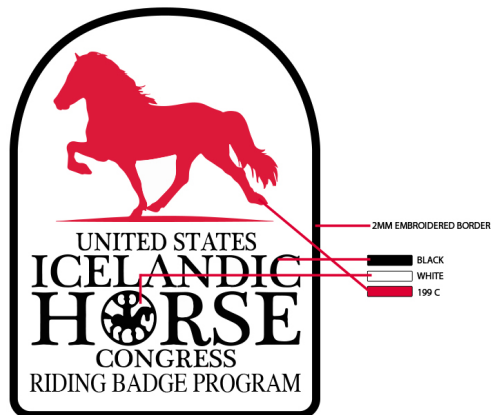 UNITED STATES
ICELANDIC
HORSE
CONGRESS
RIDING BADGE PROGRAM
2MM EMBROIDERED BORDER
BLACK
WHITE
199 C